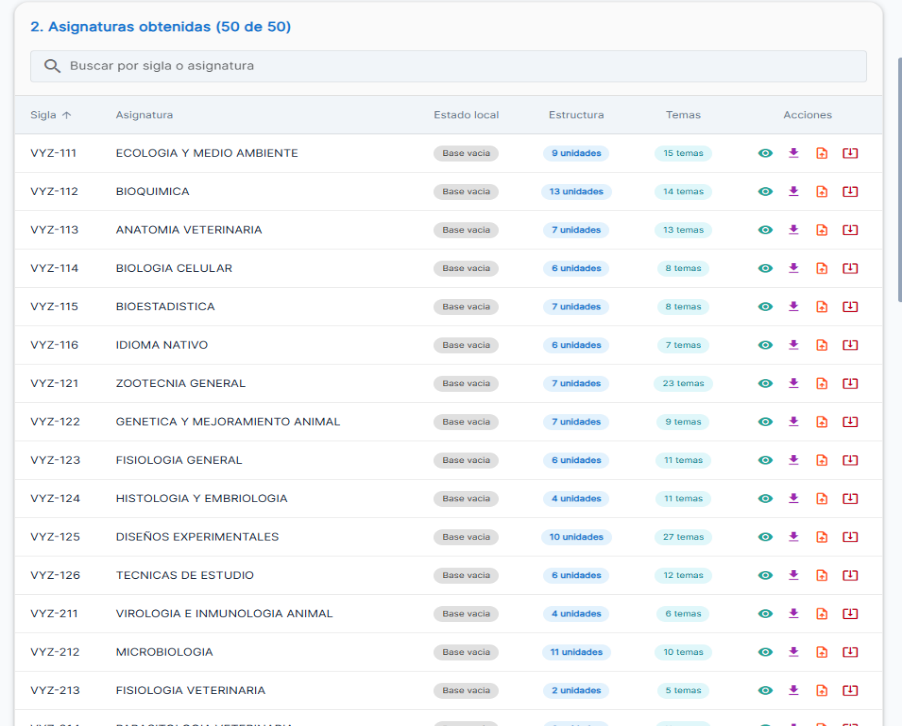 2. Asignaturas obtenidas (50 de 50)
Buscar por sigla o asignatura
Sigla ↑ Asignatura Estado local Estructura Temas Acciones
VYZ-111 ECOLOGIA Y MEDIO AMBIENTE Base vacia 9 unidades 15 temas
VYZ-112 BIOQUIMICA Base vacia 13 unidades 14 temas
VYZ-113 ANATOMIA VETERINARIA Base vacia 7 unidades 13 temas
VYZ-114 BIOLOGIA CELULAR Base vacia 6 unidades 8 temas
VYZ-115 BIOESTADISTICA Base vacia 7 unidades 8 temas
VYZ-116 IDIOMA NATIVO Base vacia 6 unidades 7 temas
VYZ-121 ZOOTECNIA GENERAL Base vacia 7 unidades 23 temas
VYZ-122 GENETICA Y MEJORAMIENTO ANIMAL Base vacia 7 unidades 9 temas
VYZ-123 FISIOLOGIA GENERAL Base vacia 6 unidades 11 temas
VYZ-124 HISTOLOGIA Y EMBRIOLOGIA Base vacia 4 unidades 11 temas
VYZ-125 DISEÑOS EXPERIMENTALES Base vacia 10 unidades 27 temas
VYZ-126 TECNICAS DE ESTUDIO Base vacia 6 unidades 12 temas
VYZ-211 VIROLOGIA E INMUNOLOGIA ANIMAL Base vacia 4 unidades 6 temas
VYZ-212 MICROBIOLOGIA Base vacia 11 unidades 10 temas
VYZ-213 FISIOLOGIA VETERINARIA Base vacia 2 unidades 5 temas